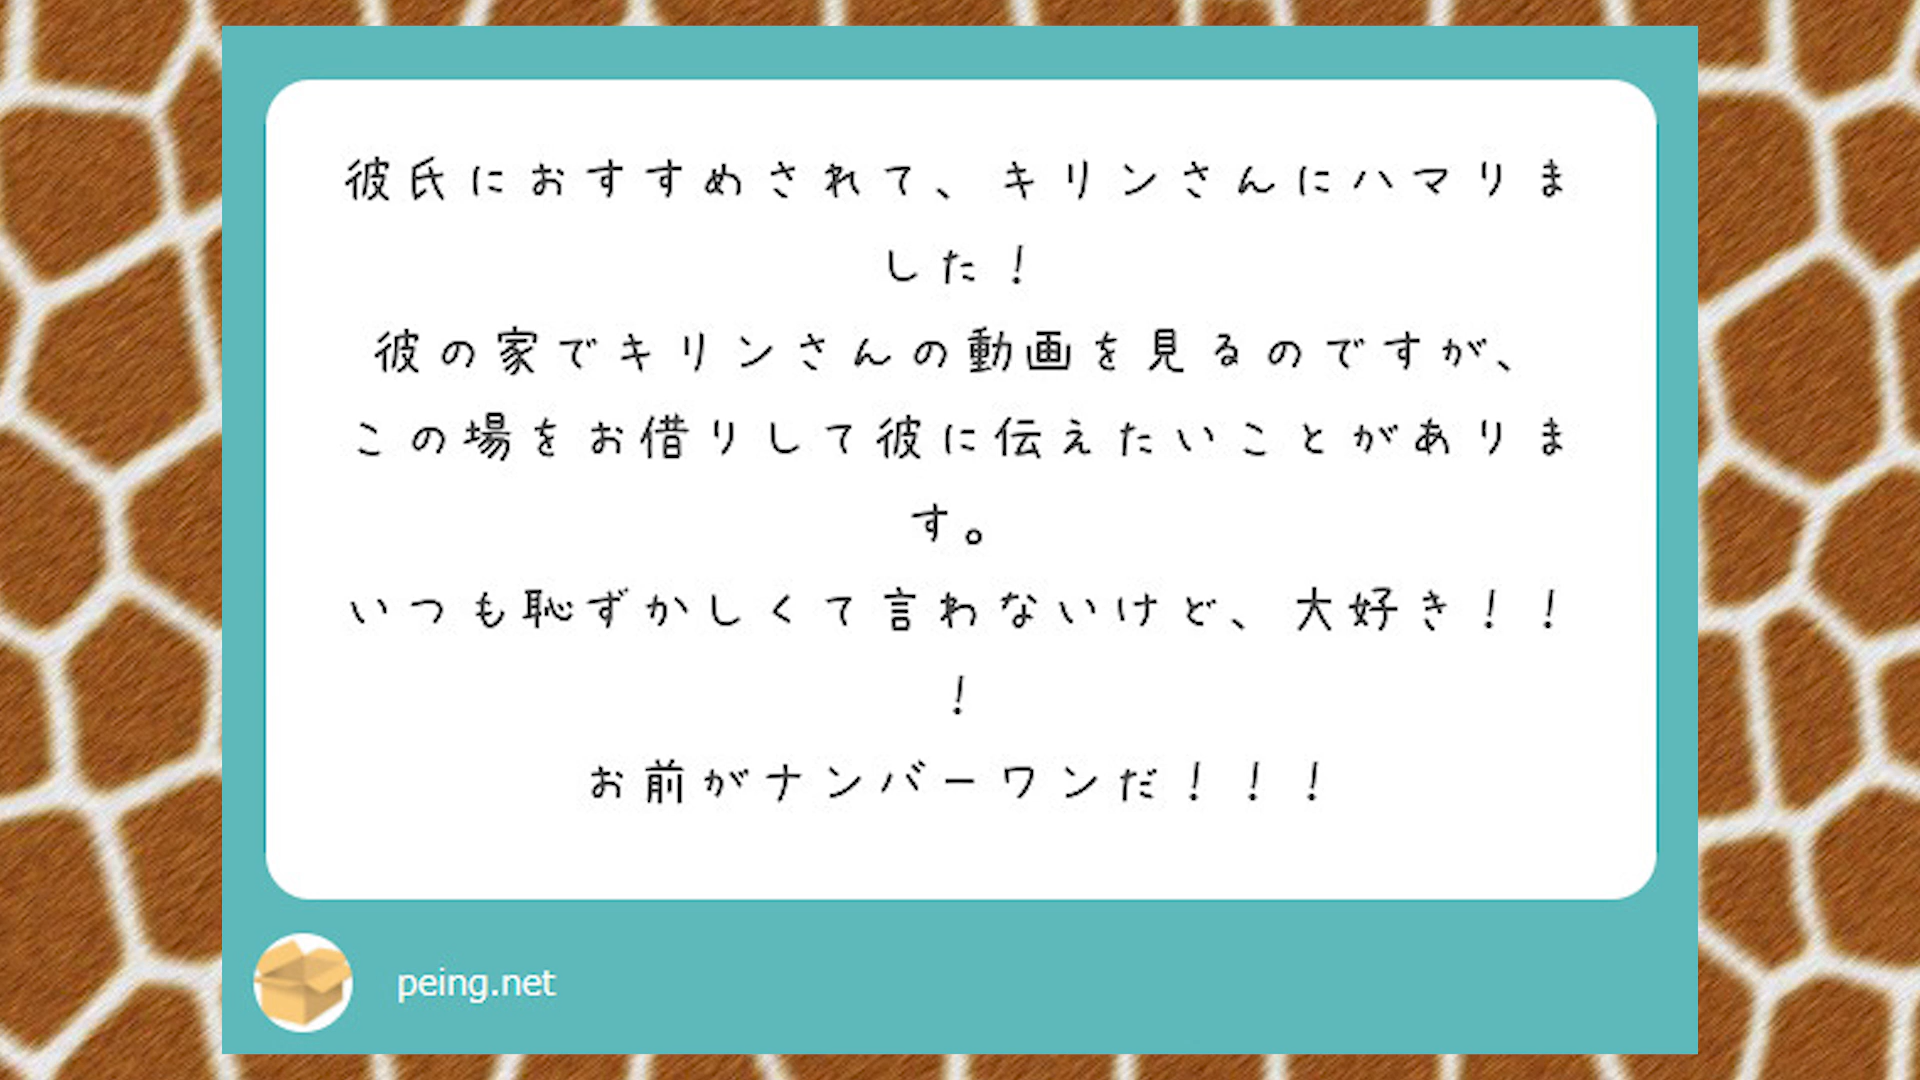 彼氏におすすめされて、キリンさんにハマりま
した！
彼の家でキリンさんの動画を見るのですが、
この場をお借りして彼に伝えたいことがありま
す。
いつも恥ずかしくて言わないけど、大好き！！
！
お前がナンバーワンだ！！！
peing.net